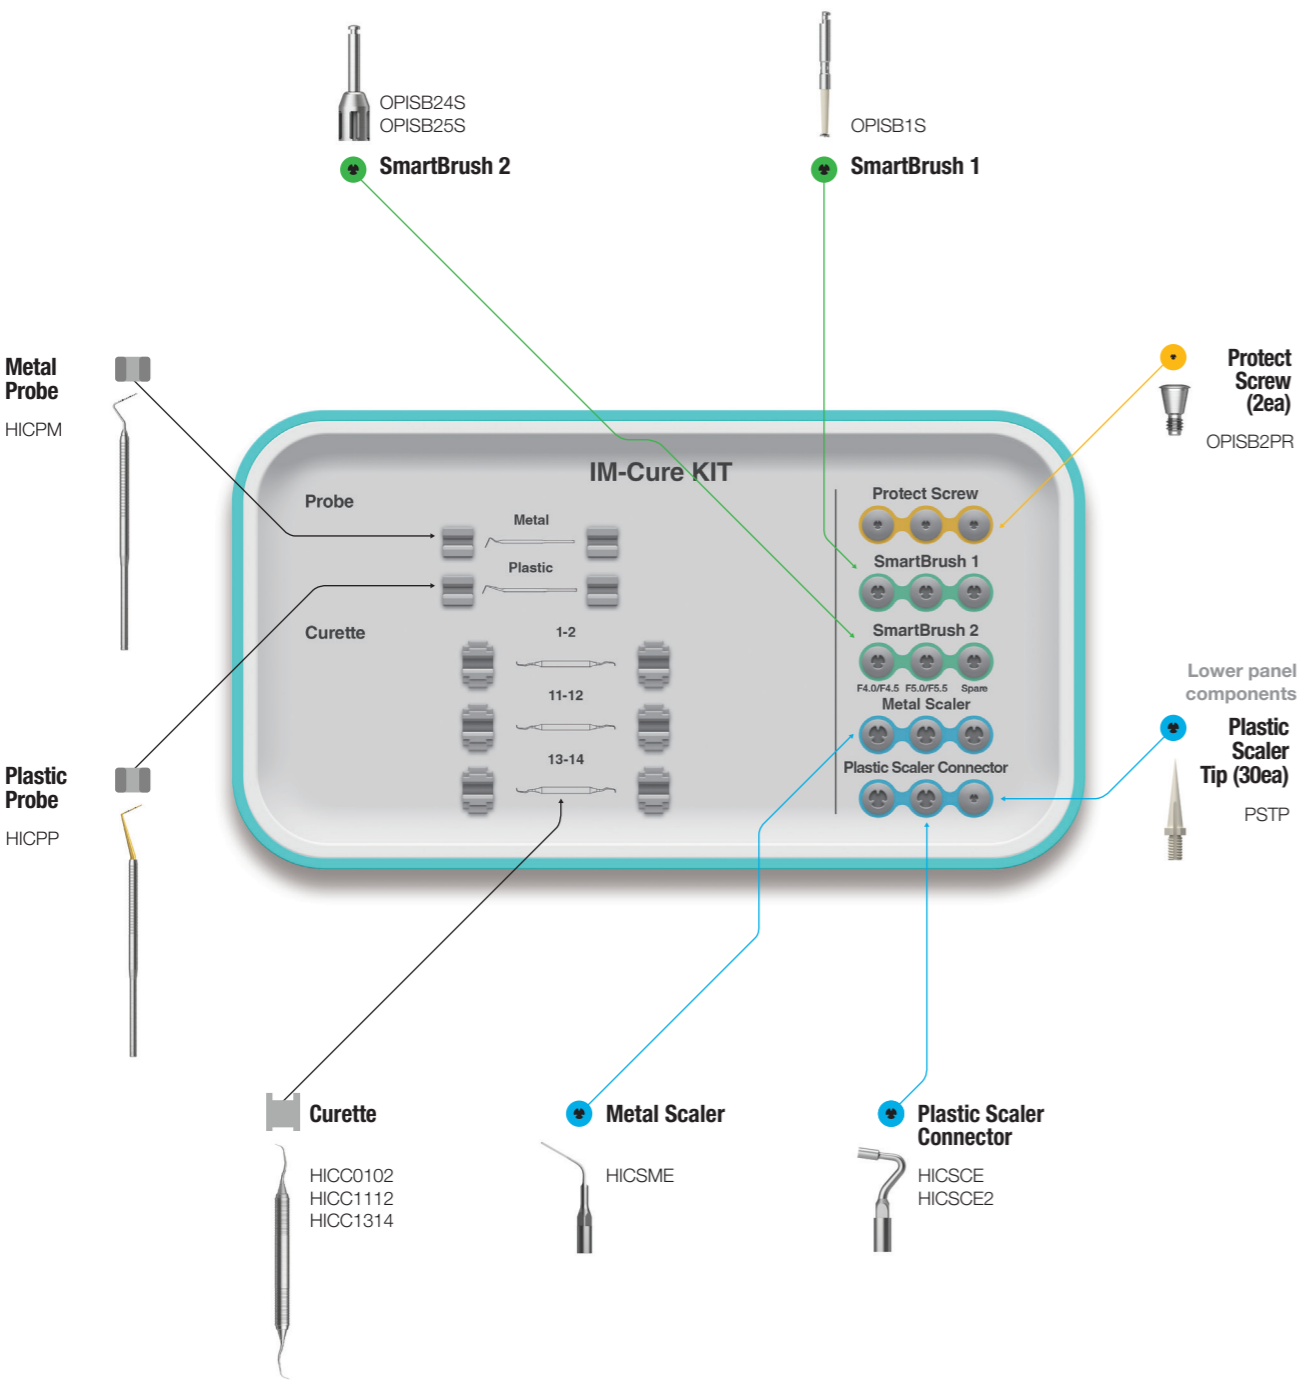 OPISB24S
OPISB25S
SmartBrush 2
OPISB1S
SmartBrush 1
Metal
Probe
HICPM
Protect
Screw
(2ea)
OPISB2PR
IM-Cure KIT
Probe
Metal
Plastic
Curette
1-2
11-12
13-14
Protect Screw
SmartBrush 1
SmartBrush 2
F4.0/F4.5 F5.0/F5.5 Spare
Metal Scaler
Plastic Scaler Connector
Lower panel
components
Plastic
Scaler
Tip (30ea)
PSTP
Plastic
Probe
HICPP
Curette
HICC0102
HICC1112
HICC1314
Metal Scaler
HICSME
Plastic Scaler
Connector
HICSCE
HICSCE2